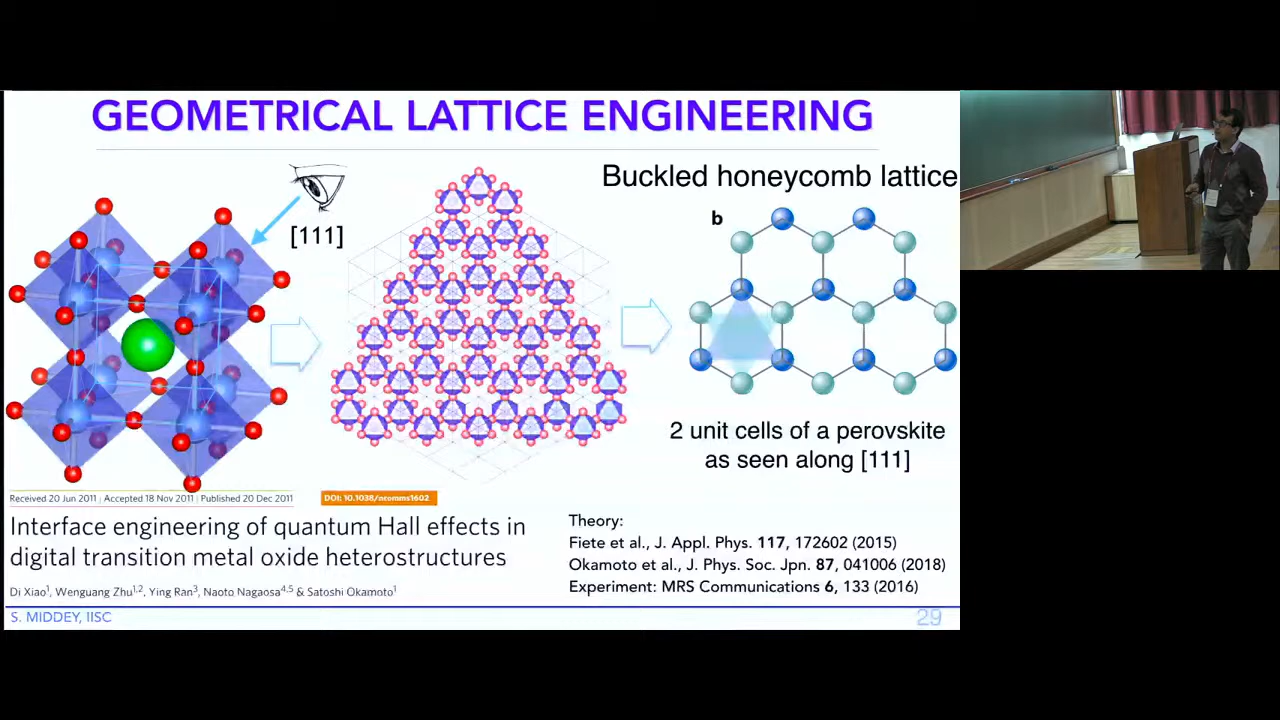 GEOMETRICAL LATTICE ENGINEERING
[111]
Buckled honeycomb lattice
b
2 unit cells of a perovskite
as seen along [111]
Received 20 Jun 2011 | Accepted 18 Nov 2011 | Published 20 Dec 2011
DOI: 10.1038/ncomms1602
Interface engineering of quantum Hall effects in
digital transition metal oxide heterostructures
Di Xiao1, Wenguang Zhu1,2, Ying Ran3, Naoto Nagaosa4,5 & Satoshi Okamoto1
Theory:
Fiete et al., J. Appl. Phys. 117, 172602 (2015)
Okamoto et al., J. Phys. Soc. Jpn. 87, 041006 (2018)
Experiment: MRS Communications 6, 133 (2016)
S. MIDDEY, IISC
29